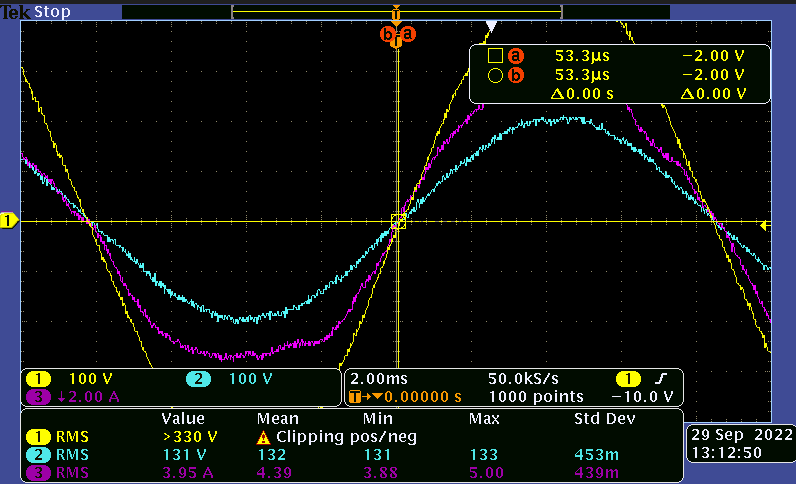 Tek Stop
T
b a
T
a 53.3µs −2.00 V
b 53.3µs −2.00 V
Δ0.00 s Δ0.00 V
1
1 100 V 2 100 V
3 ↓2.00 A
2.00ms 50.0kS/s 1 ∫
T→▼0.00000 s 1000 points −10.0 V
Value Mean Min Max Std Dev
1 RMS >330 V Clipping pos/neg
2 RMS 131 V 132 131 133 453m
3 RMS 3.95 A 4.39 3.88 5.00 439m
29 Sep 2022
13:12:50